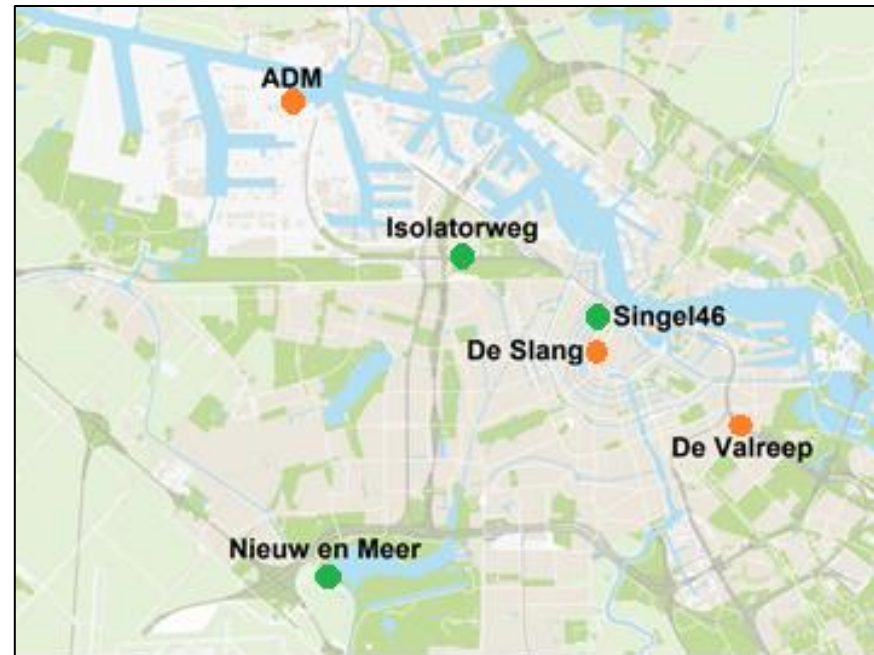 ADM
Isolatorweg
Singel46
De Slang
De Valreep
Nieuw en Meer